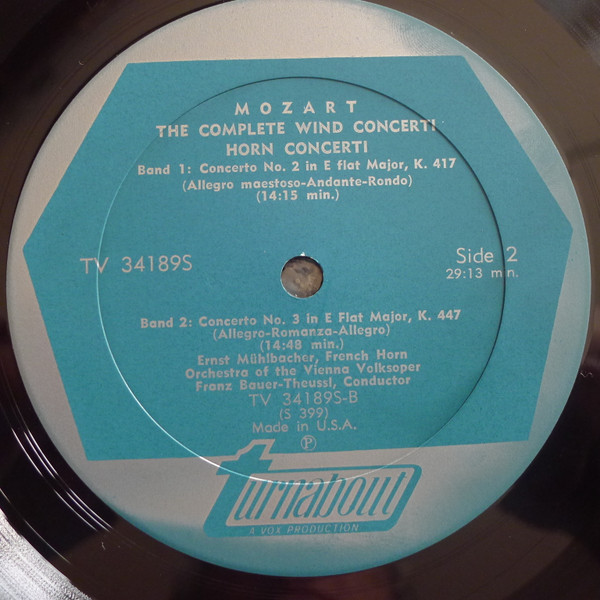 MOZART
THE COMPLETE WIND CONCERTI
HORN CONCERTI
Band 1: Concerto No. 2 in E flat Major, K. 417
(Allegro maestoso-Andante-Rondo)
(14:15 min.)
TV 34189S
Side 2
29:13 min.
Band 2: Concerto No. 3 in E Flat Major, K. 447
(Allegro-Romanza-Allegro)
(14:48 min.)
Ernst Mühlbacher, French Horn
Orchestra of the Vienna Volksoper
Franz Bauer-Theussl, Conductor
TV 34189S-B
(S 399)
Made in U.S.A.
℗
turnabout
A VOX PRODUCTION